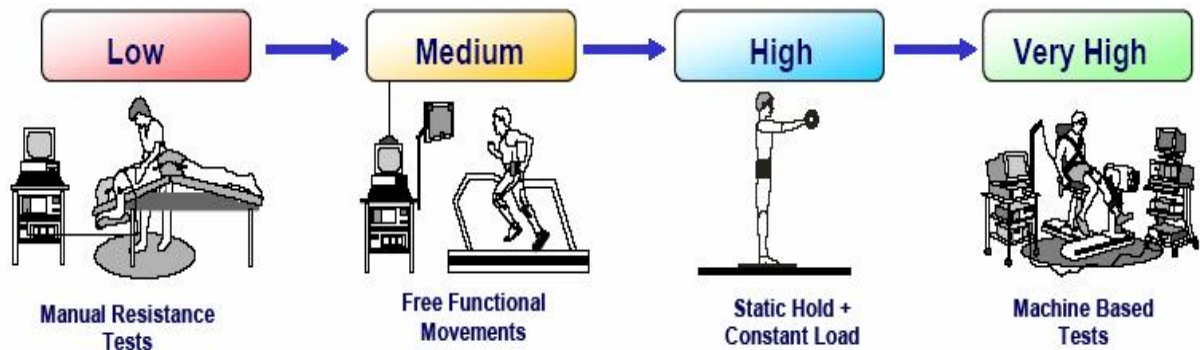 Low
Medium
High
Very High
Manual Resistance
Tests
Free Functional
Movements
Static Hold +
Constant Load
Machine Based
Tests